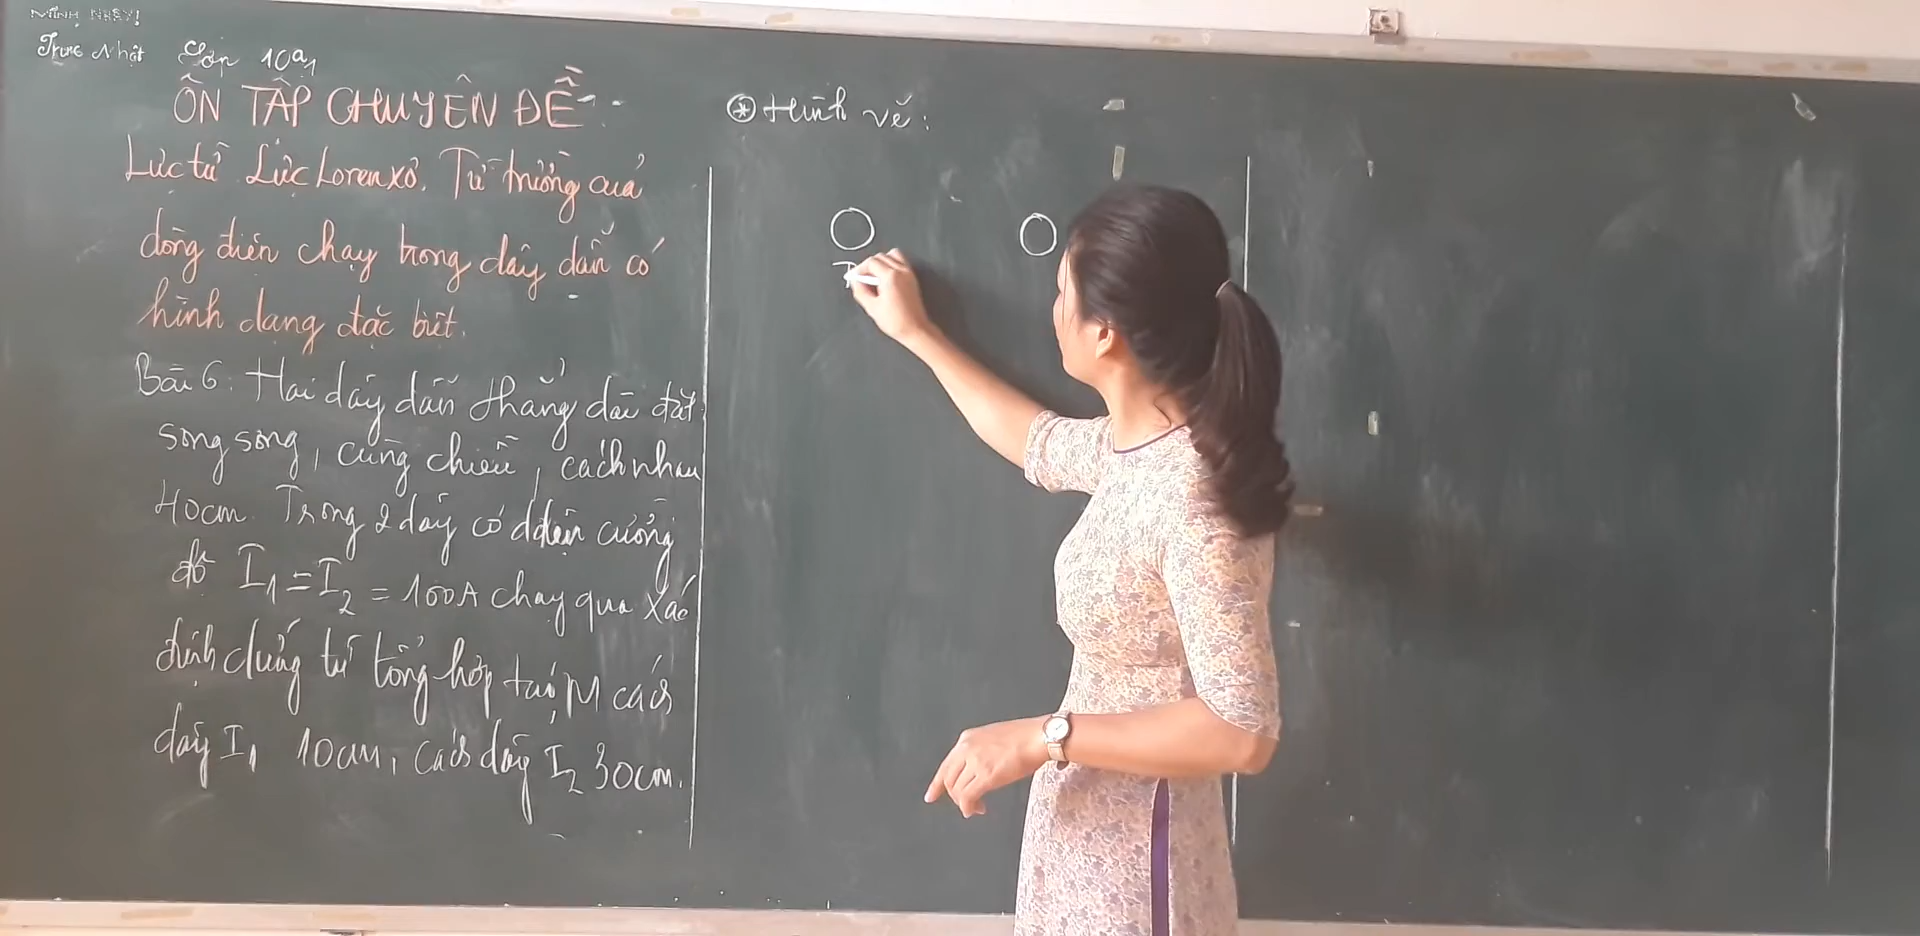 MINH NHẬT!
Trung Nhật Lớp 10a1
ÔN TẬP CHUYÊN ĐỀ
Lực từ Lực Lorenxơ. Từ trường của
dòng điện chạy trong dây dẫn có
hình dạng đặc biệt.
Bài 6: Hai dây dẫn thẳng dài đặt
song song, cùng chiều, cách nhau
40cm. Trong 2 dây có dđiện cường
độ I1 = I2 = 100A chạy qua Xác
định cảm ứng từ tổng hợp tại M cách
dây I1 10cm, cách dây I2 30cm.
⊛ Hình vẽ: